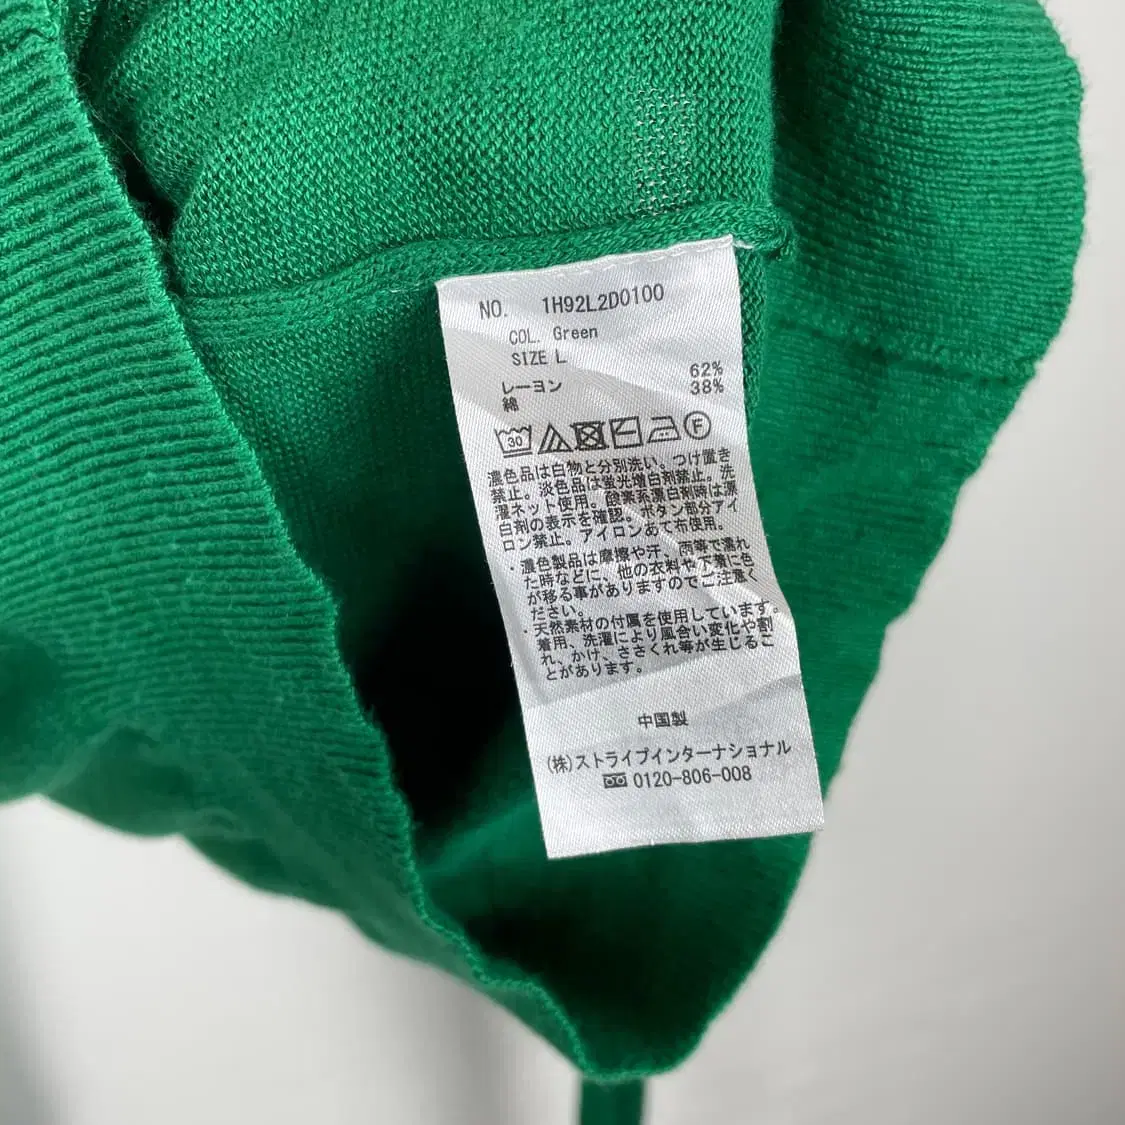 NO. 1H92L2D0100
COL. Green
SIZE L
レーヨン 62%
綿 38%
30 F
濃色品は白物と分別洗い。つけ置き
禁止。淡色品は蛍光増白剤禁止。洗
濯ネット使用。酸素系漂白剤時は漂
白剤の表示を確認。ボタン部分アイ
ロン禁止。アイロンあて布使用。
・濃色製品は摩擦や汗、雨等で濡れ
た時などに、他の衣料や下着に色
が移る事がありますのでご注意く
ださい。
・天然素材の付属を使用しています。
着用、洗濯により風合い変化や割
れ、かけ、ささくれ等が生じるこ
とがあります。
中国製
(株)ストライプインターナショナル
0120-806-008